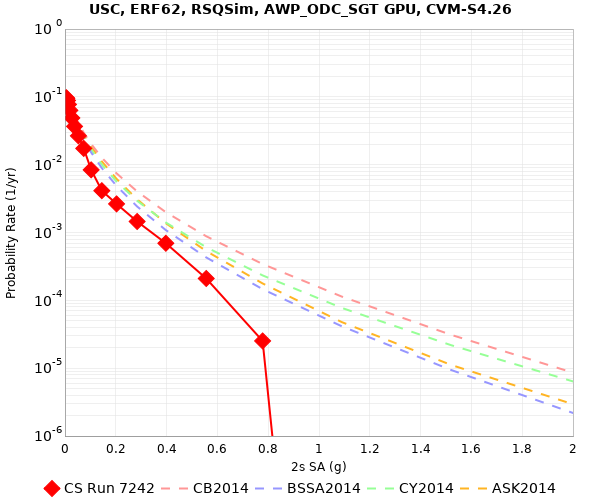 USC, ERF62, RSQSim, AWP_ODC_SGT GPU, CVM-S4.26
10 0
10 -1
10 -2
10 -3
10 -4
10 -5
10 -6
Probability Rate (1/yr)
0 0.2 0.4 0.6 0.8 1 1.2 1.4 1.6 1.8 2
2s SA (g)
CS Run 7242 CB2014 BSSA2014 CY2014 ASK2014